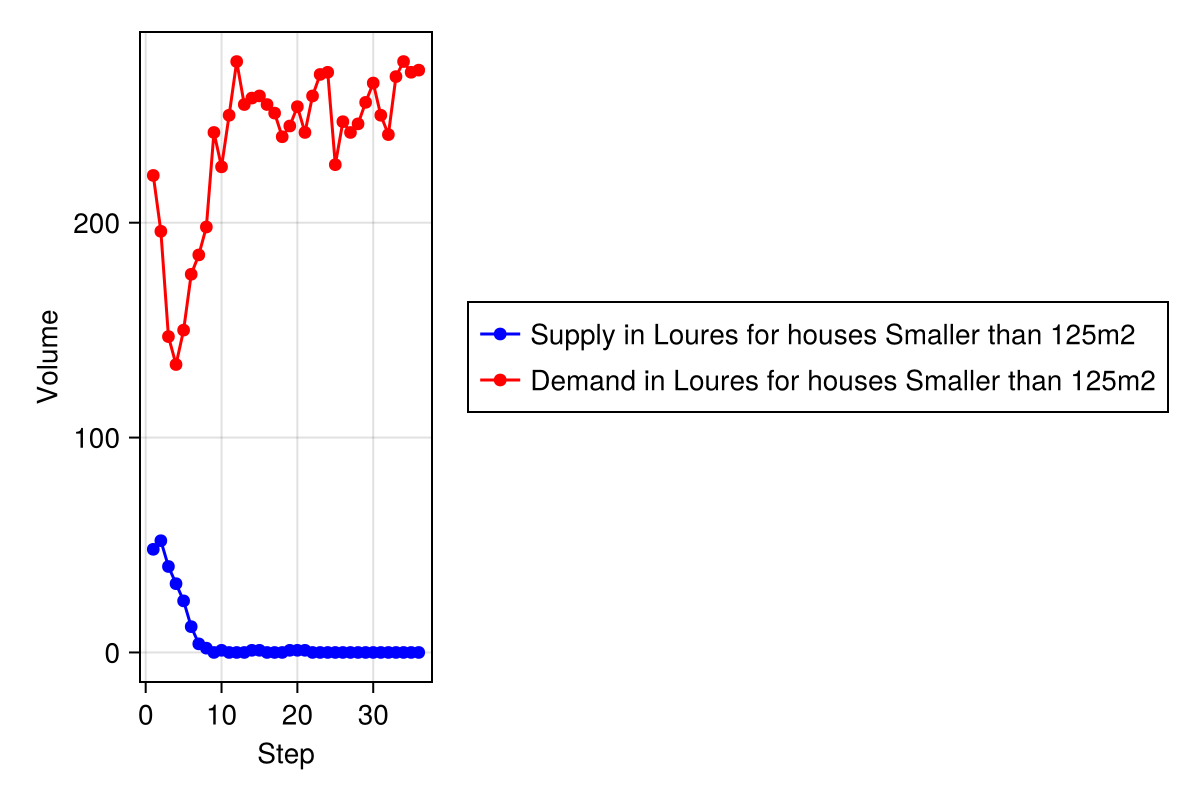 Volume
200
100
0
0 10 20 30
Step
Supply in Loures for houses Smaller than 125m2
Demand in Loures for houses Smaller than 125m2